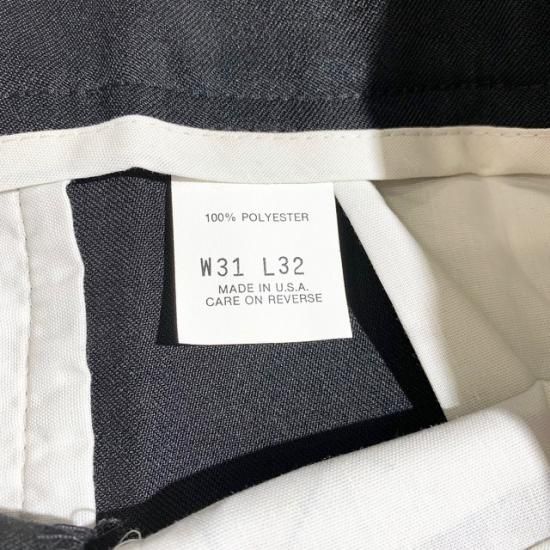 100% POLYESTER
W31 L32
MADE IN U.S.A.
CARE ON REVERSE